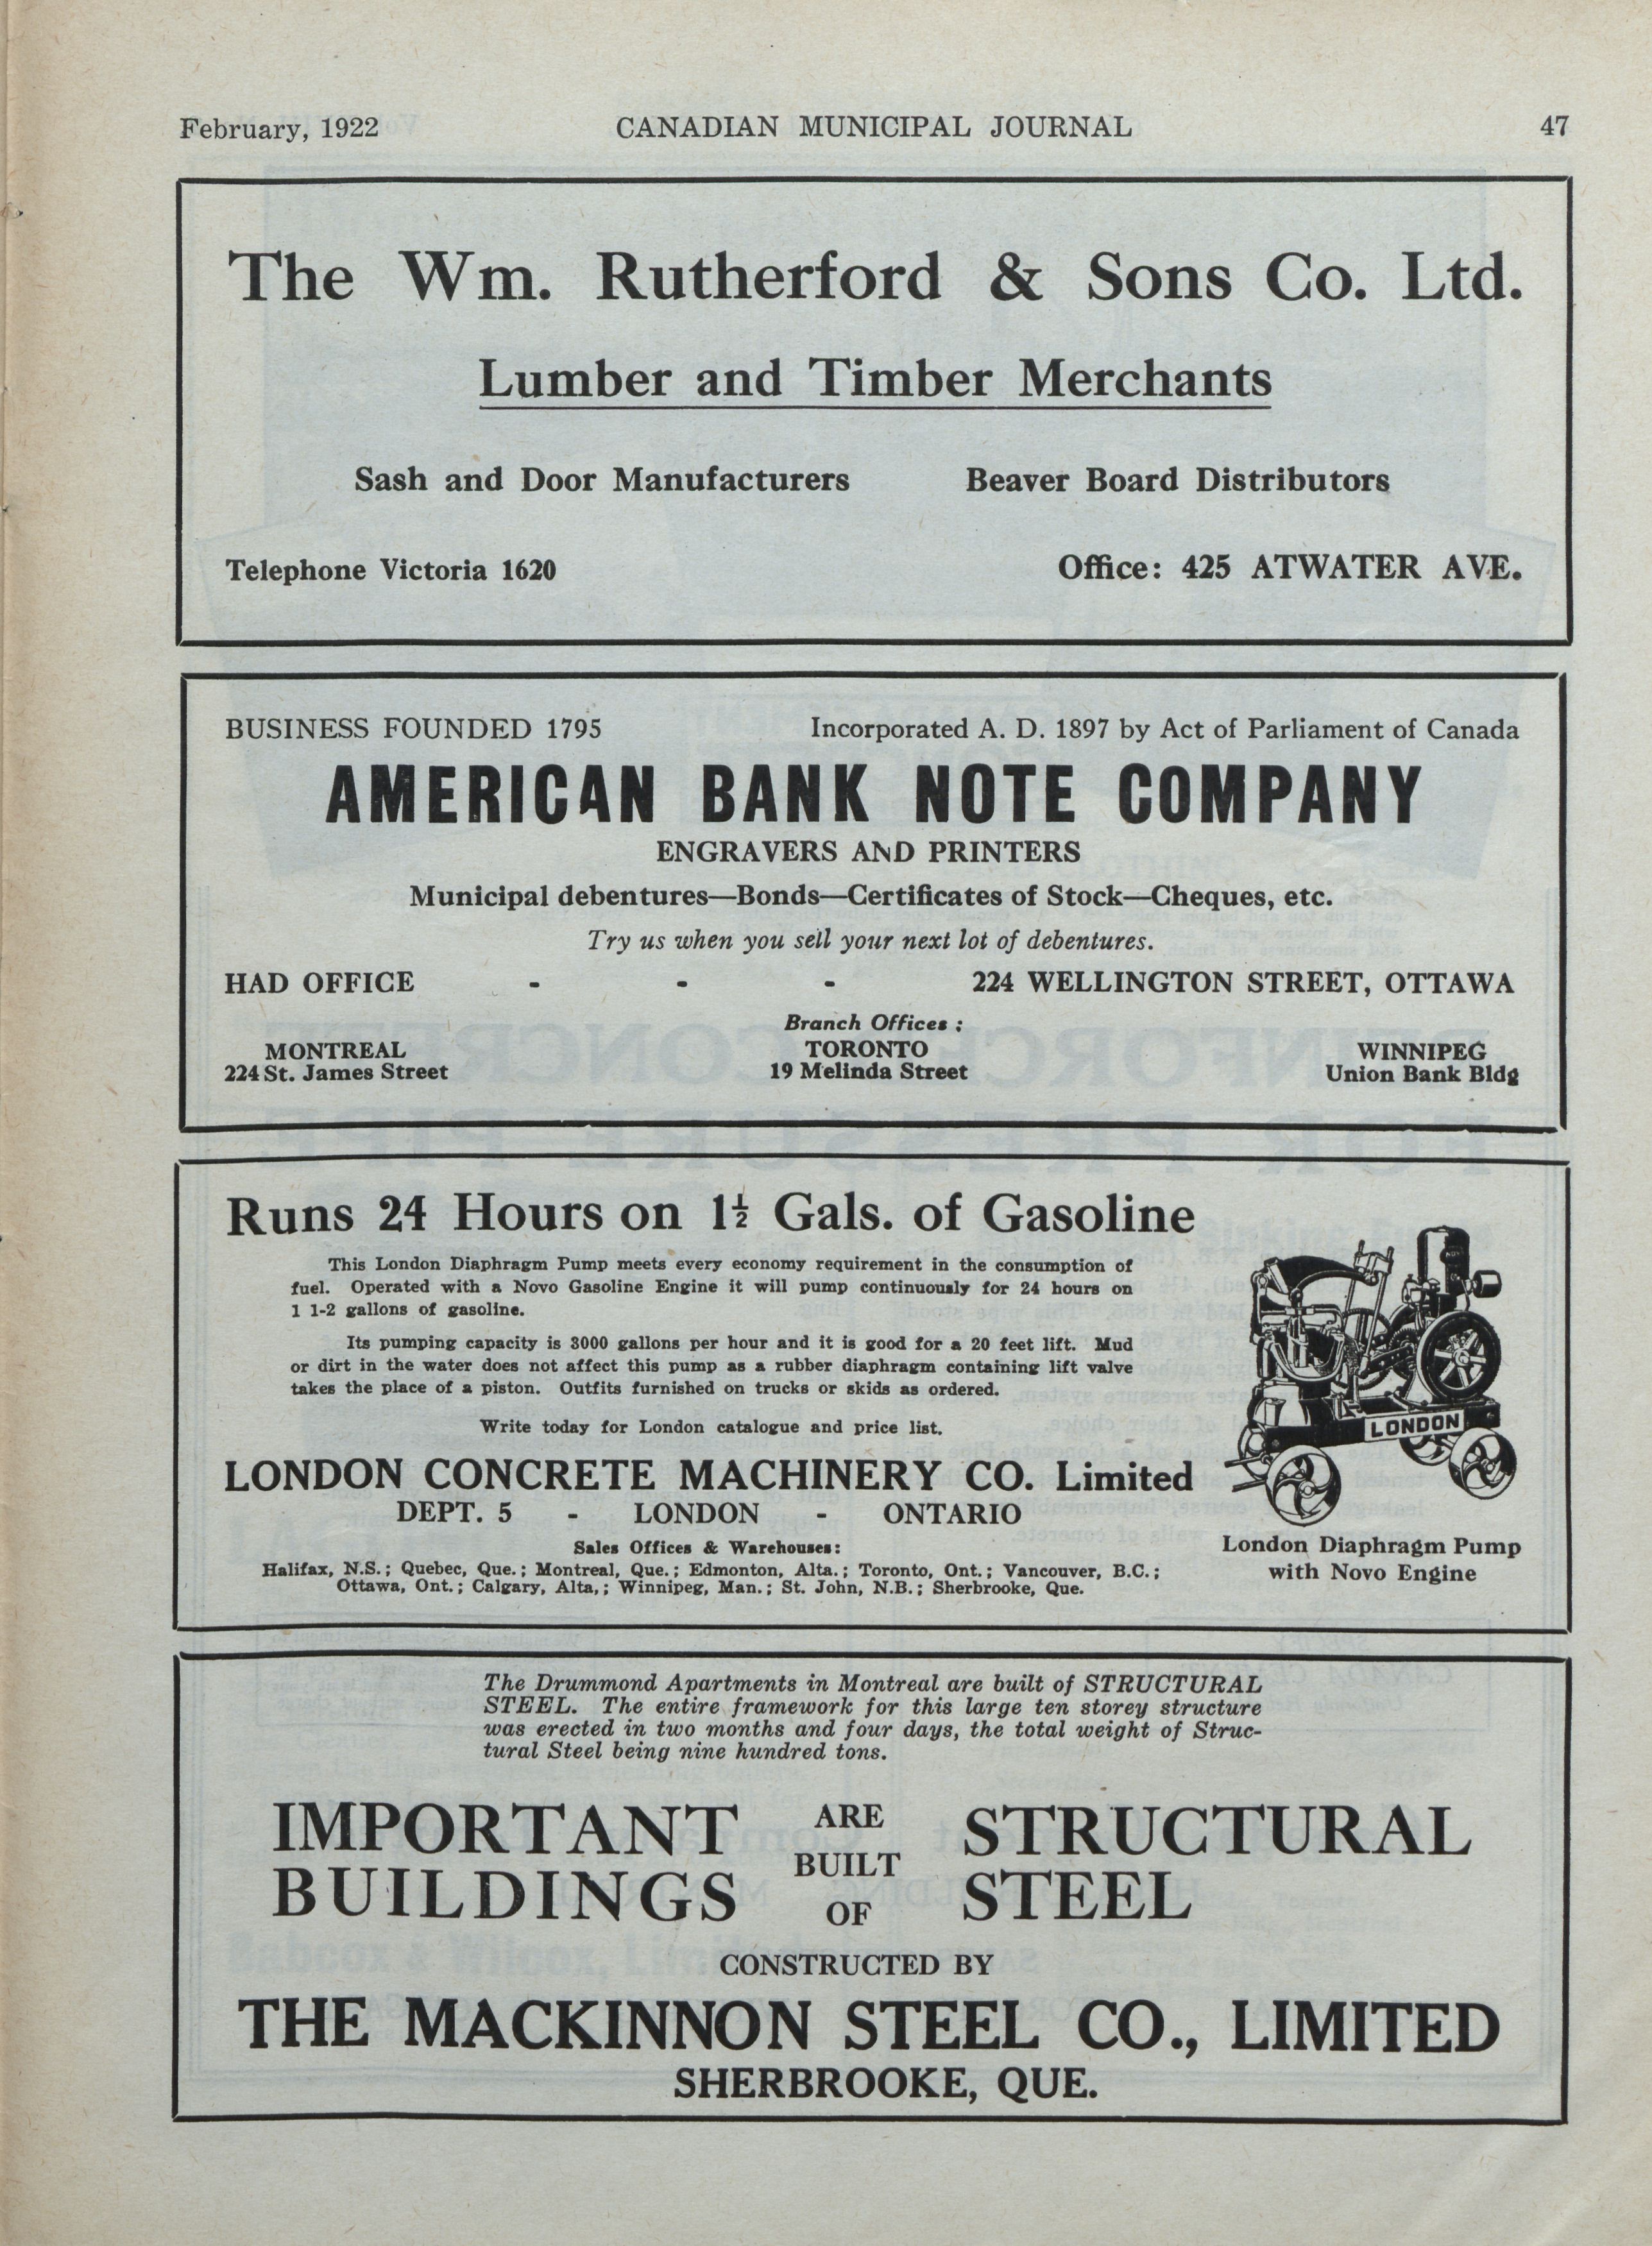 February, 1922 CANADIAN MUNICIPAL JOURNAL 47
The Wm. Rutherford & Sons Co. Ltd.
Lumber and Timber Merchants
Sash and Door Manufacturers Beaver Board Distributors
Telephone Victoria 1620 Office: 425 ATWATER AVE.
BUSINESS FOUNDED 1795 Incorporated A. D. 1897 by Act of Parliament of Canada
AMERICAN BANK NOTE COMPANY
ENGRAVERS AND PRINTERS
Municipal debentures—Bonds—Certificates of Stock—Cheques, etc.
Try us when you sell your next lot of debentures.
HAD OFFICE - - - 224 WELLINGTON STREET, OTTAWA
Branch Offices :
MONTREAL TORONTO WINNIPEG
224 St. James Street 19 Melinda Street Union Bank Bldg
Runs 24 Hours on 1½ Gals. of Gasoline
This London Diaphragm Pump meets every economy requirement in the consumption of
fuel. Operated with a Novo Gasoline Engine it will pump continuously for 24 hours on
1 1-2 gallons of gasoline.
Its pumping capacity is 3000 gallons per hour and it is good for a 20 feet lift. Mud
or dirt in the water does not affect this pump as a rubber diaphragm containing lift valve
takes the place of a piston. Outfits furnished on trucks or skids as ordered.
Write today for London catalogue and price list.
LONDON CONCRETE MACHINERY CO. Limited
DEPT. 5 - LONDON - ONTARIO
Sales Offices & Warehouses:
Halifax, N.S.; Quebec, Que.; Montreal, Que.; Edmonton, Alta.; Toronto, Ont.; Vancouver, B.C.;
Ottawa, Ont.; Calgary, Alta,; Winnipeg, Man.; St. John, N.B.; Sherbrooke, Que.
LONDON
London Diaphragm Pump
with Novo Engine
The Drummond Apartments in Montreal are built of STRUCTURAL
STEEL. The entire framework for this large ten storey structure
was erected in two months and four days, the total weight of Struc-
tural Steel being nine hundred tons.
IMPORTANT BUILDINGS
ARE BUILT OF
STRUCTURAL STEEL
CONSTRUCTED BY
THE MACKINNON STEEL CO., LIMITED
SHERBROOKE, QUE.